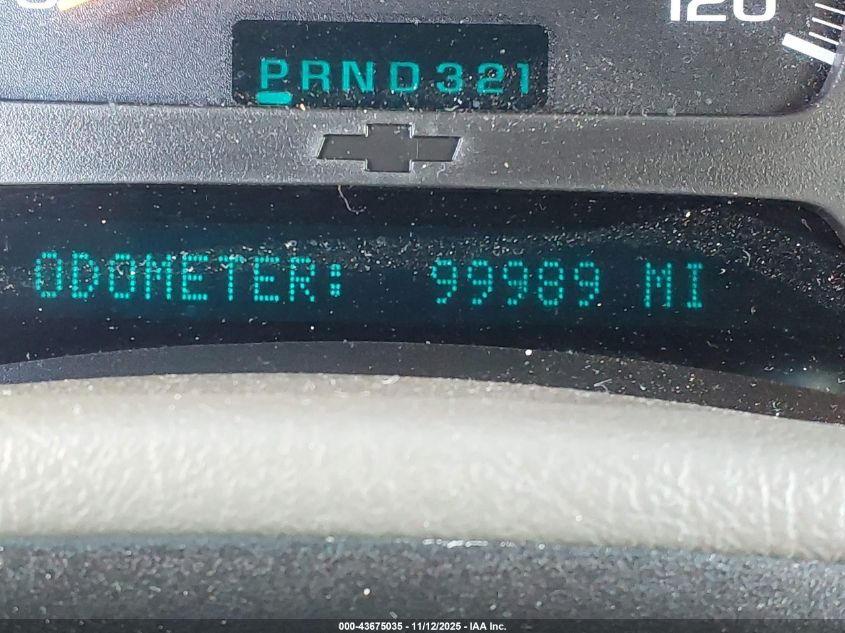 120
PRND321
ODOMETER: 99989 MI
000-43675035 - 11/12/2025 - IAA Inc.